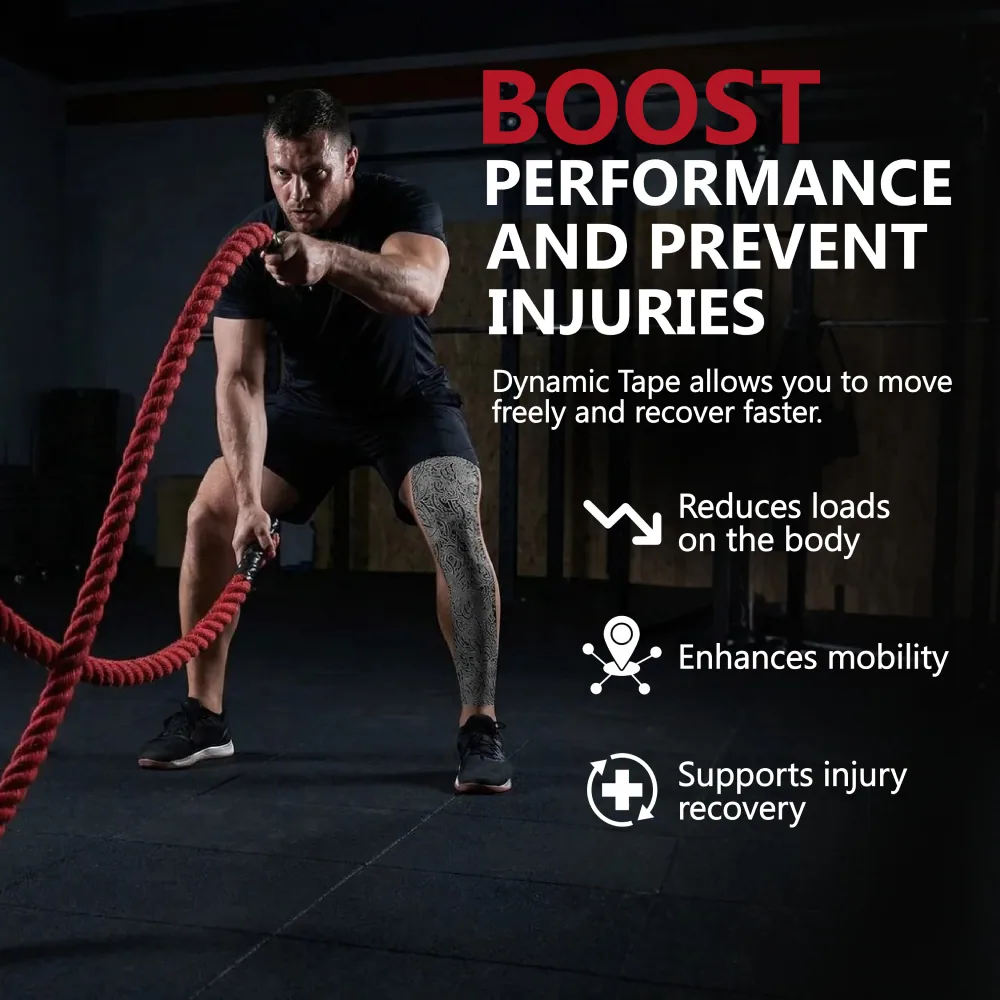 BOOST
PERFORMANCE
AND PREVENT
INJURIES
Dynamic Tape allows you to move
freely and recover faster.
Reduces loads
on the body
Enhances mobility
Supports injury
recovery